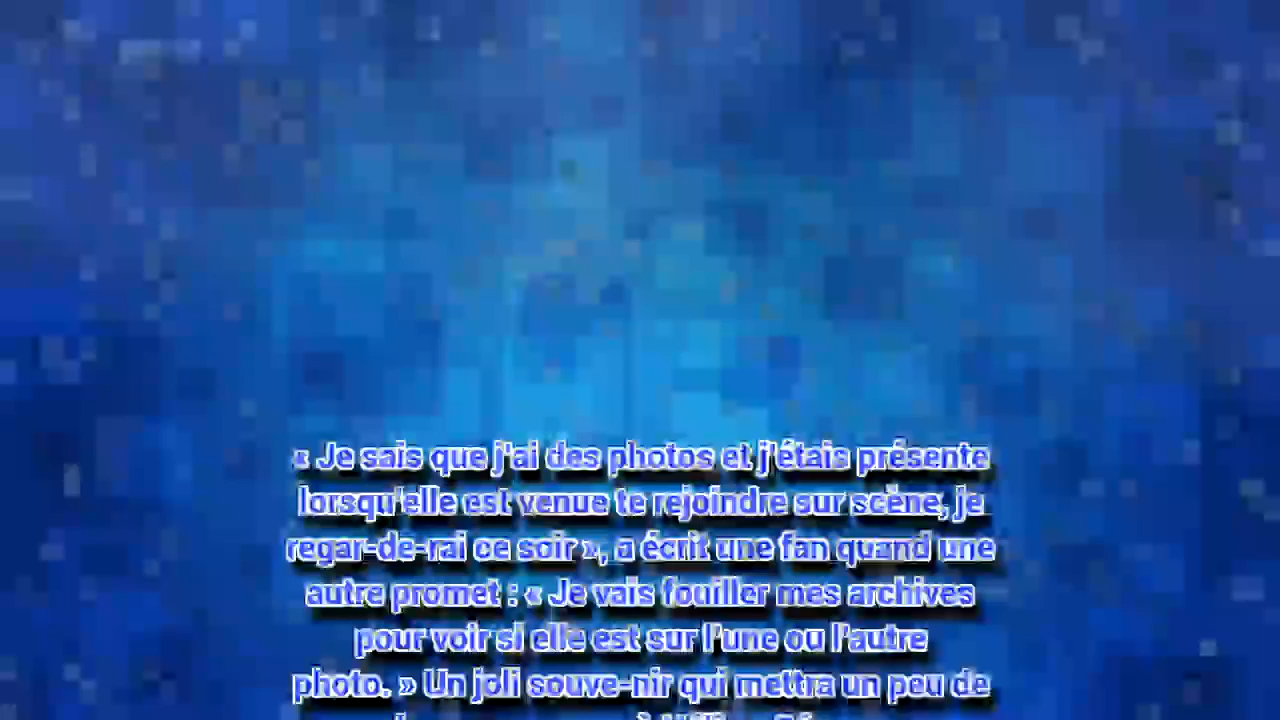 « Je sais que j'ai des photos et j'étais présente
lorsqu'elle est venue te rejoindre sur scène, je
regar-de-rai ce soir », a écrit une fan quand une
autre promet : « Je vais fouiller mes archives
pour voir si elle est sur l'une ou l'autre
photo. » Un joli souve-nir qui mettra un peu de